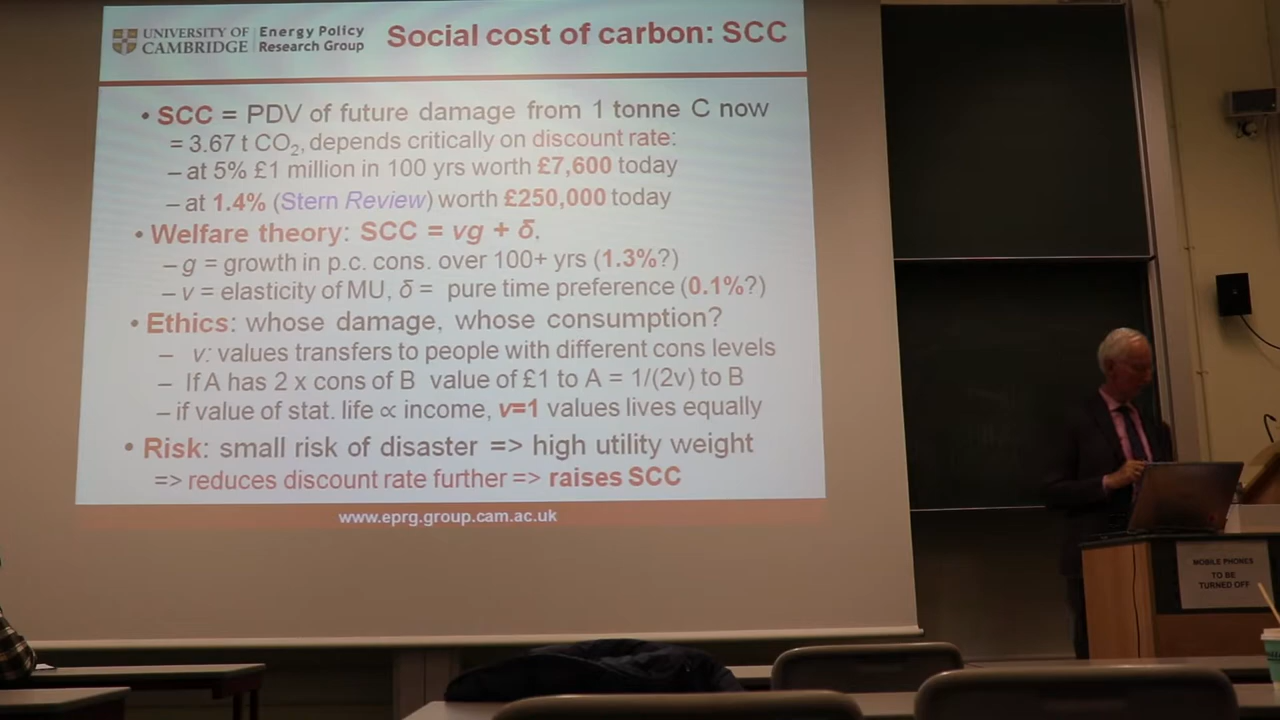 UNIVERSITY OF
CAMBRIDGE
Energy Policy
Research Group
Social cost of carbon: SCC
• SCC = PDV of future damage from 1 tonne C now
= 3.67 t CO₂, depends critically on discount rate:
– at 5% £1 million in 100 yrs worth £7,600 today
– at 1.4% (Stern Review) worth £250,000 today
• Welfare theory: SCC = νg + δ.
– g = growth in p.c. cons. over 100+ yrs (1.3%?)
– ν = elasticity of MU, δ = pure time preference (0.1%?)
• Ethics: whose damage, whose consumption?
– ν: values transfers to people with different cons levels
– If A has 2 x cons of B value of £1 to A = 1/(2ν) to B
– if value of stat. life ∝ income, ν=1 values lives equally
• Risk: small risk of disaster => high utility weight
=> reduces discount rate further => raises SCC
www.eprg.group.cam.ac.uk
MOBILE PHONES
TO BE
TURNED OFF